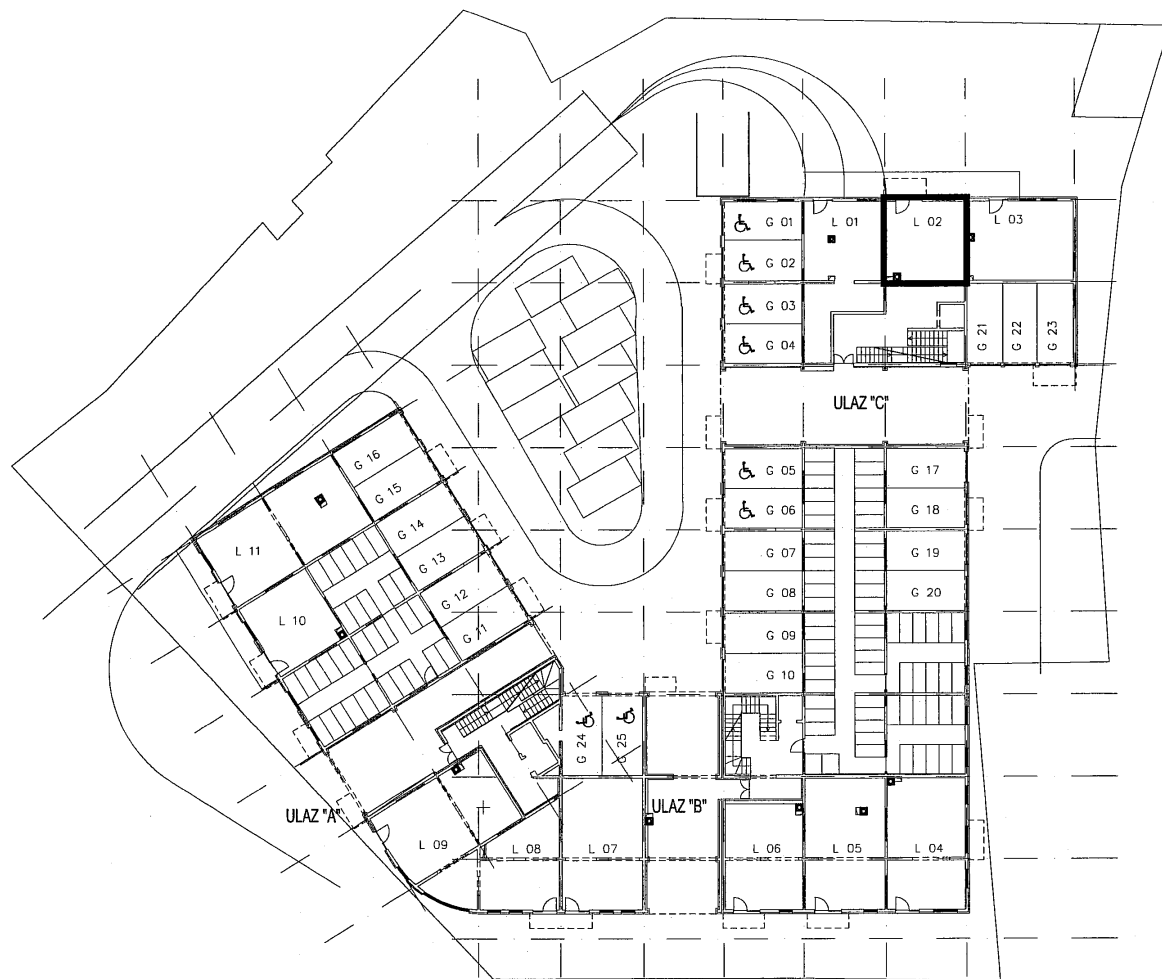 G 01
L 01
L 02
L 03
G 02
G 03
G 04
G 21
G 22
G 23
ULAZ "C"
G 05
G 17
G 06
G 18
G 07
G 19
G 08
G 20
G 09
G 10
G 16
G 15
G 14
G 13
G 12
G 11
L 11
L 10
G 24
G 25
ULAZ "A"
ULAZ "B"
L 09
L 08
L 07
L 06
L 05
L 04